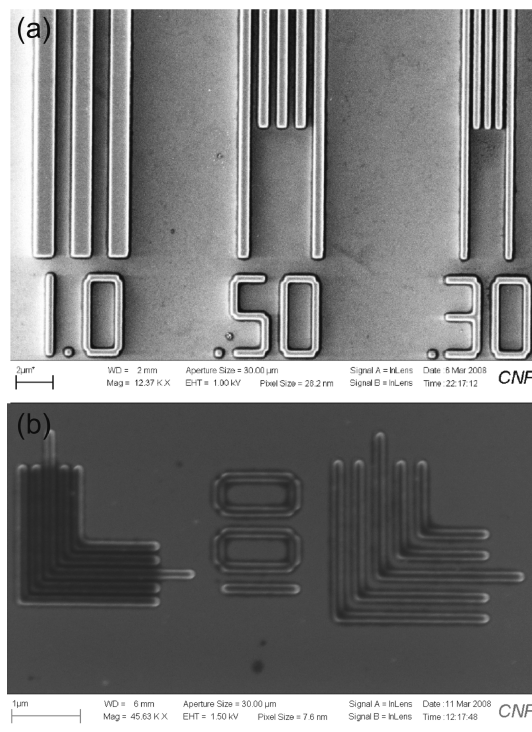 (a)
1.0 .50 .30
2µm*
WD = 2 mm Aperture Size = 30.00 µm Signal A = InLens Date :6 Mar 2008
Mag = 12.37 K X EHT = 1.00 kV Pixel Size = 28.2 nm Signal B = InLens Time :22:17:12
CNF
(b)
100
1µm
WD = 6 mm Aperture Size = 30.00 µm Signal A = InLens Date :11 Mar 2008
Mag = 45.63 K X EHT = 1.50 kV Pixel Size = 7.6 nm Signal B = InLens Time :12:17:48
CNF